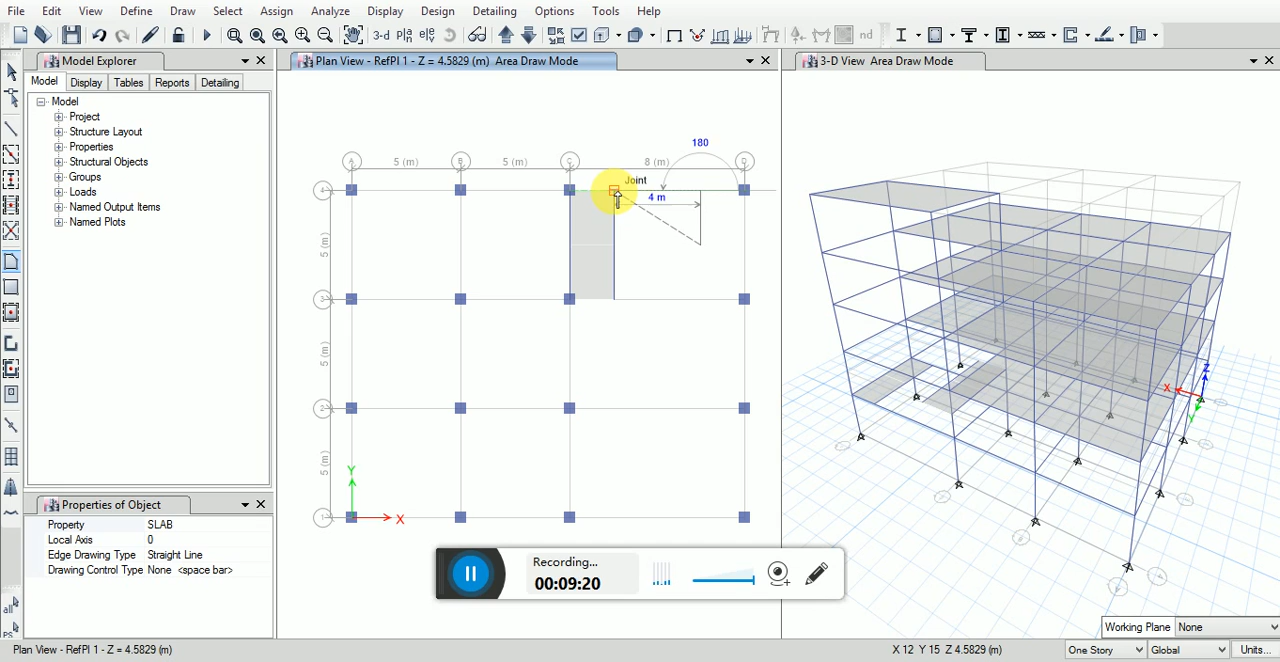 File Edit View Define Draw Select Assign Analyze Display Design Detailing Options Tools Help
3-d nd
Model Explorer
Model Display Tables Reports Detailing
Model
Project
Structure Layout
Properties
Structural Objects
Groups
Loads
Named Output Items
Named Plots
Properties of Object
Property SLAB
Local Axis 0
Edge Drawing Type Straight Line
Drawing Control Type None <space bar>
Plan View - RefPl 1 - Z = 4.5829 (m) Area Draw Mode
180
A B C D
5 (m) 5 (m) 8 (m)
Joint
4 m
4
5 (m)
3
5 (m)
2
5 (m)
1
Y
X
3-D View Area Draw Mode
Z
X
Y
Recording...
00:09:20
Working Plane None
Plan View - RefPl 1 - Z = 4.5829 (m)
X 12 Y 15 Z 4.5829 (m) One Story Global Units...